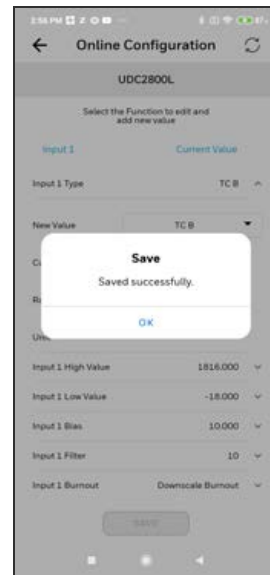 2:56 PM
Online Configuration
UDC2800L
Select the Function to edit and
add new value
Input 1 Current Value
Input 1 Type TC B
New Value TC B
Save
Saved successfully.
OK
Input 1 High Value 1816.000
Input 1 Low Value -18.000
Input 1 Bias 10.000
Input 1 Filter 10
Input 1 Burnout Downscale Burnout
SAVE